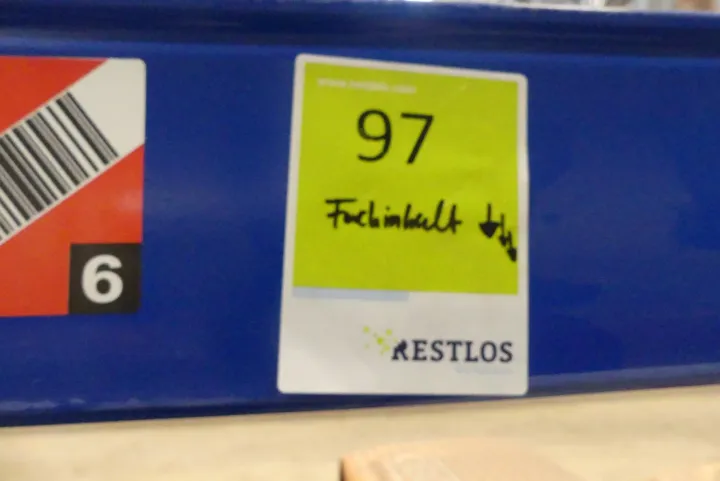 97
Fachinhalt ↓↓↓
RESTLOS
6